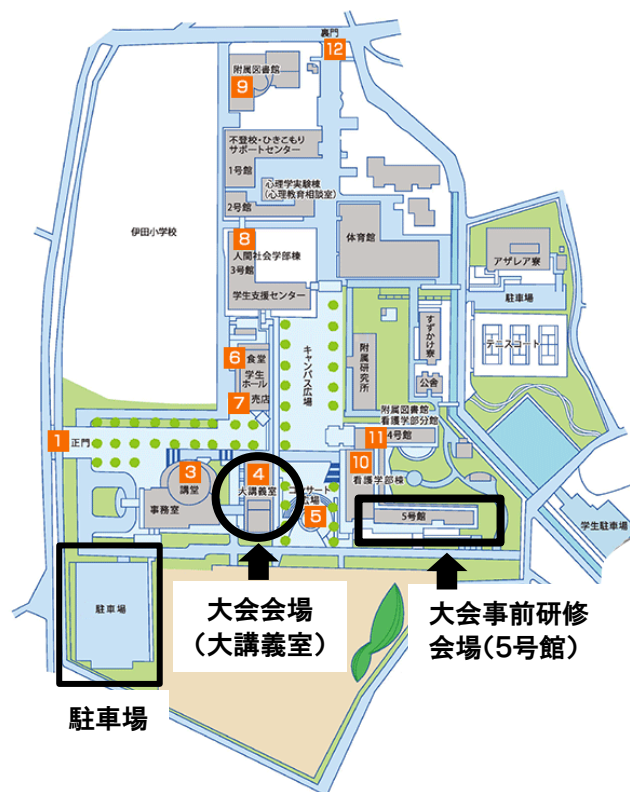 裏門
12
附属図書館
9
不登校・ひきこもり
サポートセンター
1号館
心理学実験棟
(心理教育相談室)
2号館
伊田小学校
8
人間社会学部棟
3号館
学生支援センター
体育館
アザレア寮
駐車場
テニスコート
すずかけ寮
公舎
附属研究所
キャンパス広場
6
食堂
学生
ホール
7
売店
附属図書館
看護学部分館
1
正門
11
4号館
10
看護学部棟
3
講堂
事務室
4
大講義室
コンサート
広場
5
5号館
学生駐車場
駐車場
大会会場
(大講義室)
大会事前研修
会場(5号館)
駐車場